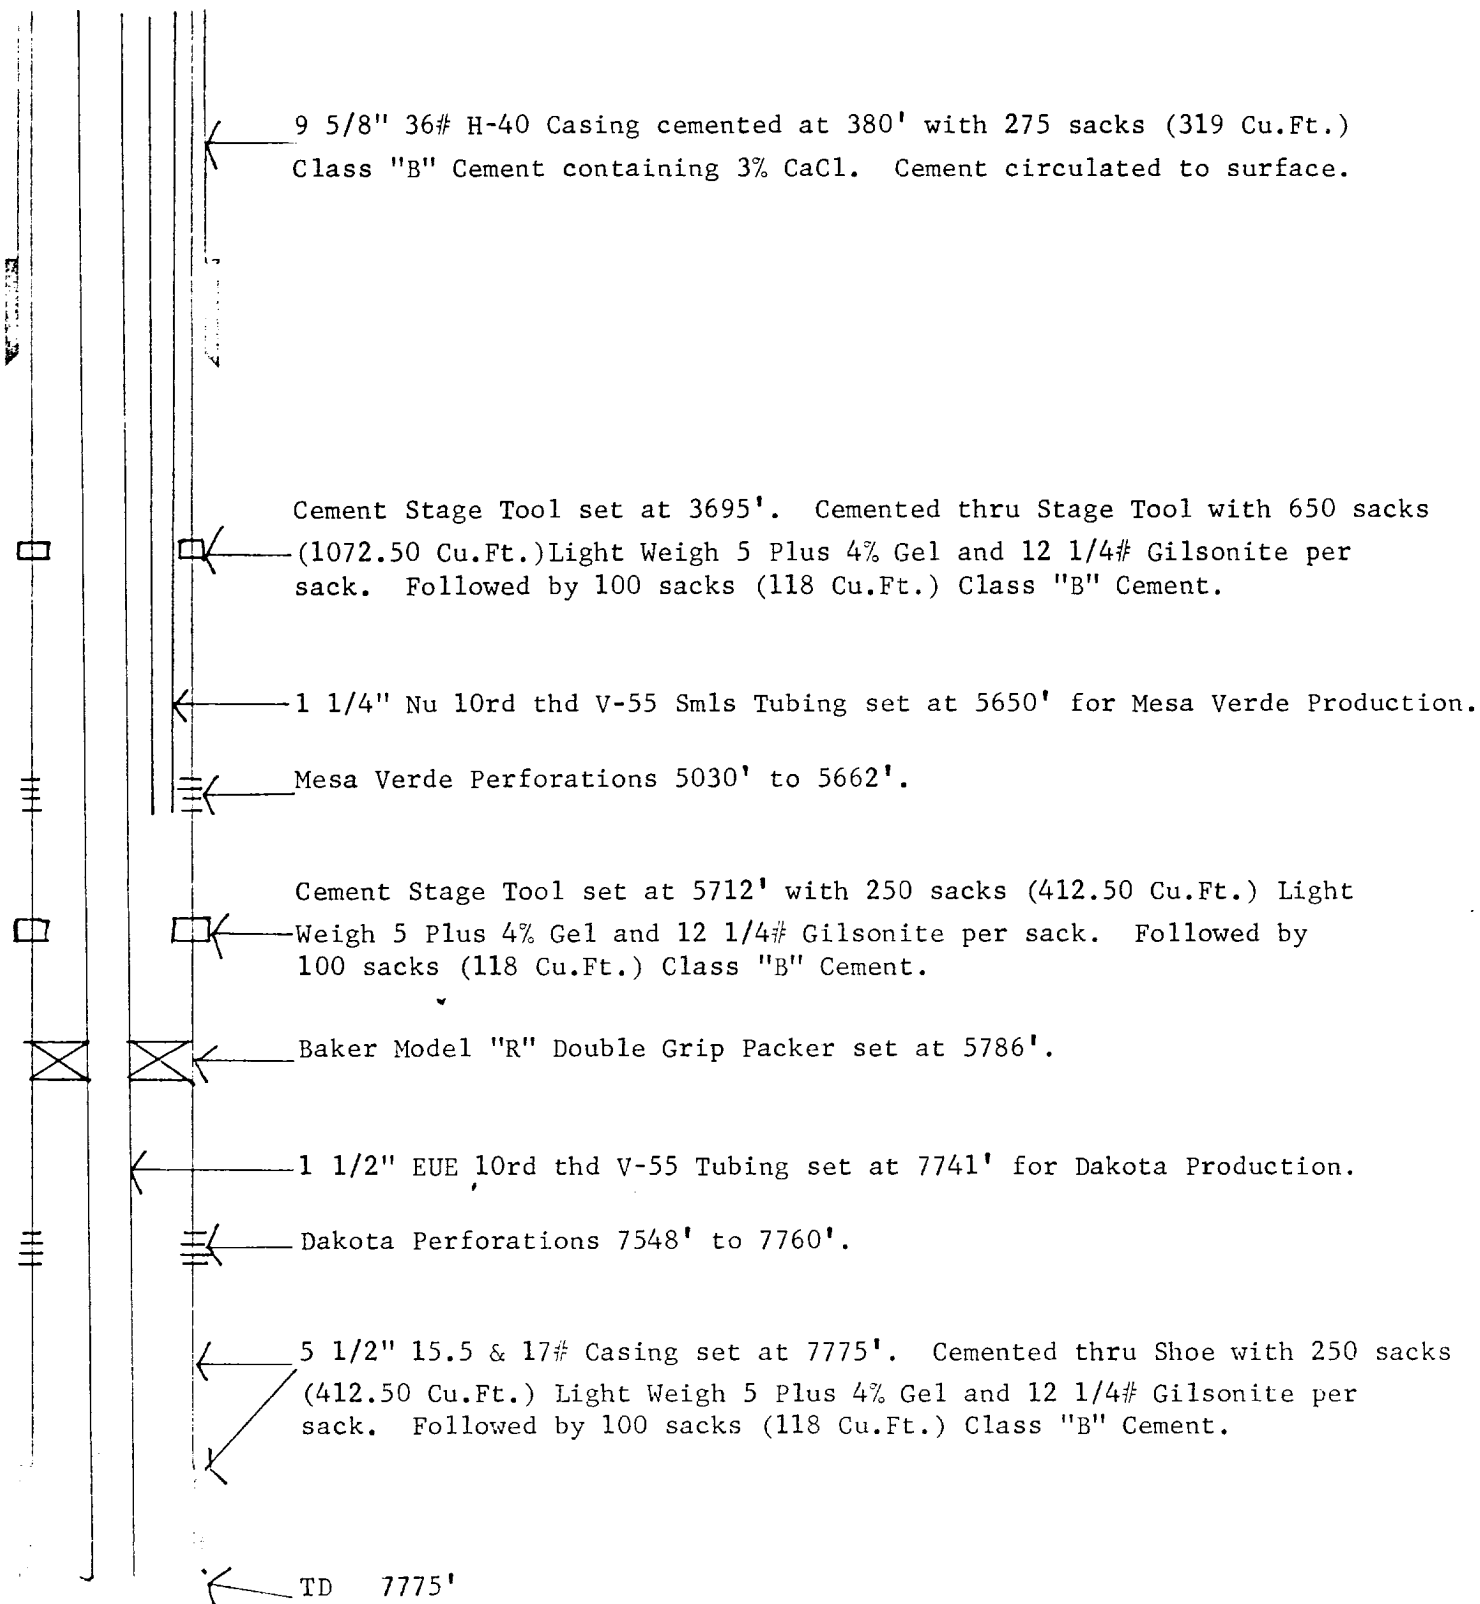 9 5/8" 36# H-40 Casing cemented at 380' with 275 sacks (319 Cu.Ft.)
Class "B" Cement containing 3% CaCl. Cement circulated to surface.
Cement Stage Tool set at 3695'. Cemented thru Stage Tool with 650 sacks
(1072.50 Cu.Ft.)Light Weigh 5 Plus 4% Gel and 12 1/4# Gilsonite per
sack. Followed by 100 sacks (118 Cu.Ft.) Class "B" Cement.
1 1/4" Nu 10rd thd V-55 Smls Tubing set at 5650' for Mesa Verde Production.
Mesa Verde Perforations 5030' to 5662'.
Cement Stage Tool set at 5712' with 250 sacks (412.50 Cu.Ft.) Light
Weigh 5 Plus 4% Gel and 12 1/4# Gilsonite per sack. Followed by
100 sacks (118 Cu.Ft.) Class "B" Cement.
Baker Model "R" Double Grip Packer set at 5786'.
1 1/2" EUE 10rd thd V-55 Tubing set at 7741' for Dakota Production.
Dakota Perforations 7548' to 7760'.
5 1/2" 15.5 & 17# Casing set at 7775'. Cemented thru Shoe with 250 sacks
(412.50 Cu.Ft.) Light Weigh 5 Plus 4% Gel and 12 1/4# Gilsonite per
sack. Followed by 100 sacks (118 Cu.Ft.) Class "B" Cement.
TD 7775'